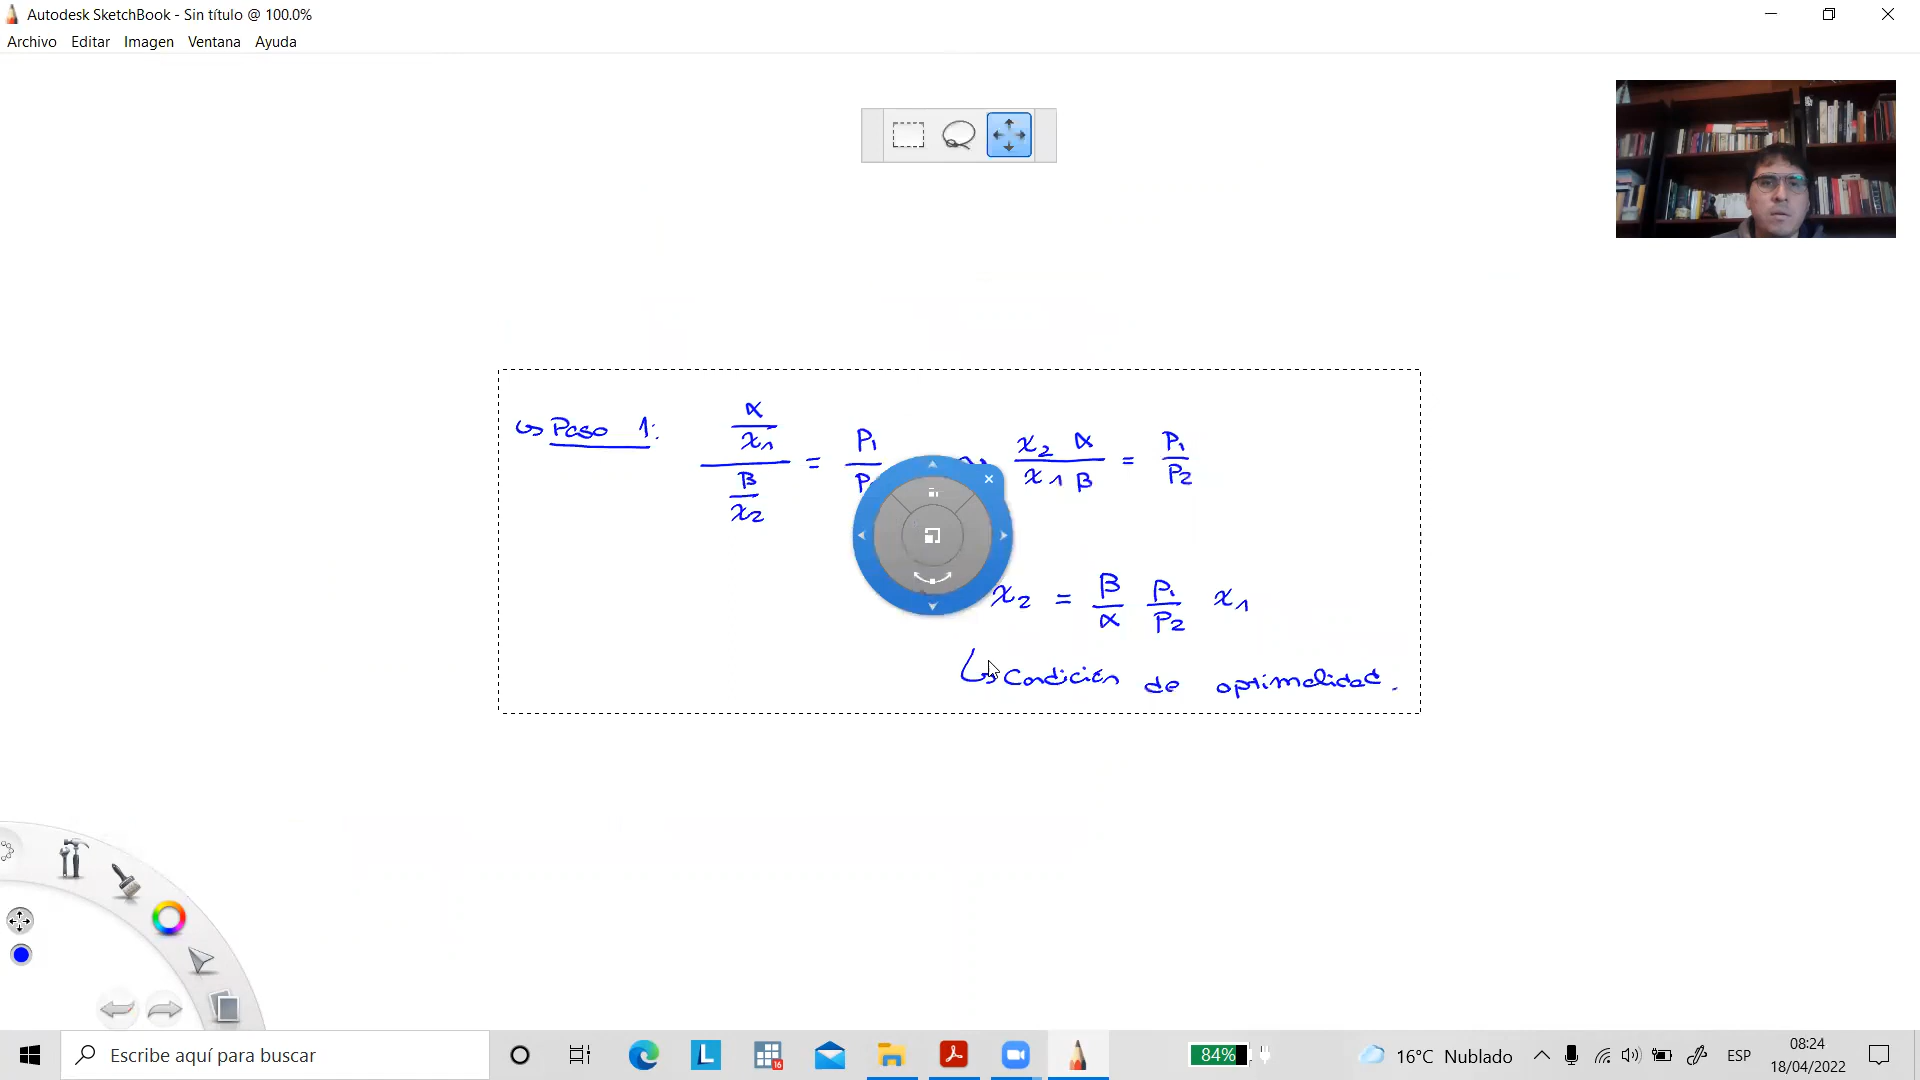 Autodesk SketchBook - Sin título @ 100.0%
Archivo Editar Imagen Ventana Ayuda
↳ Paso 1: (α/x₁)/(β/x₂) = P₁/P ~ (x₂ α)/(x₁ β) = P₁/P₂
x₂ = β/α P₁/P₂ x₁
↳ Condición de optimalidad.
Escribe aquí para buscar
L
16
84%
16°C Nublado
ESP
08:24
18/04/2022